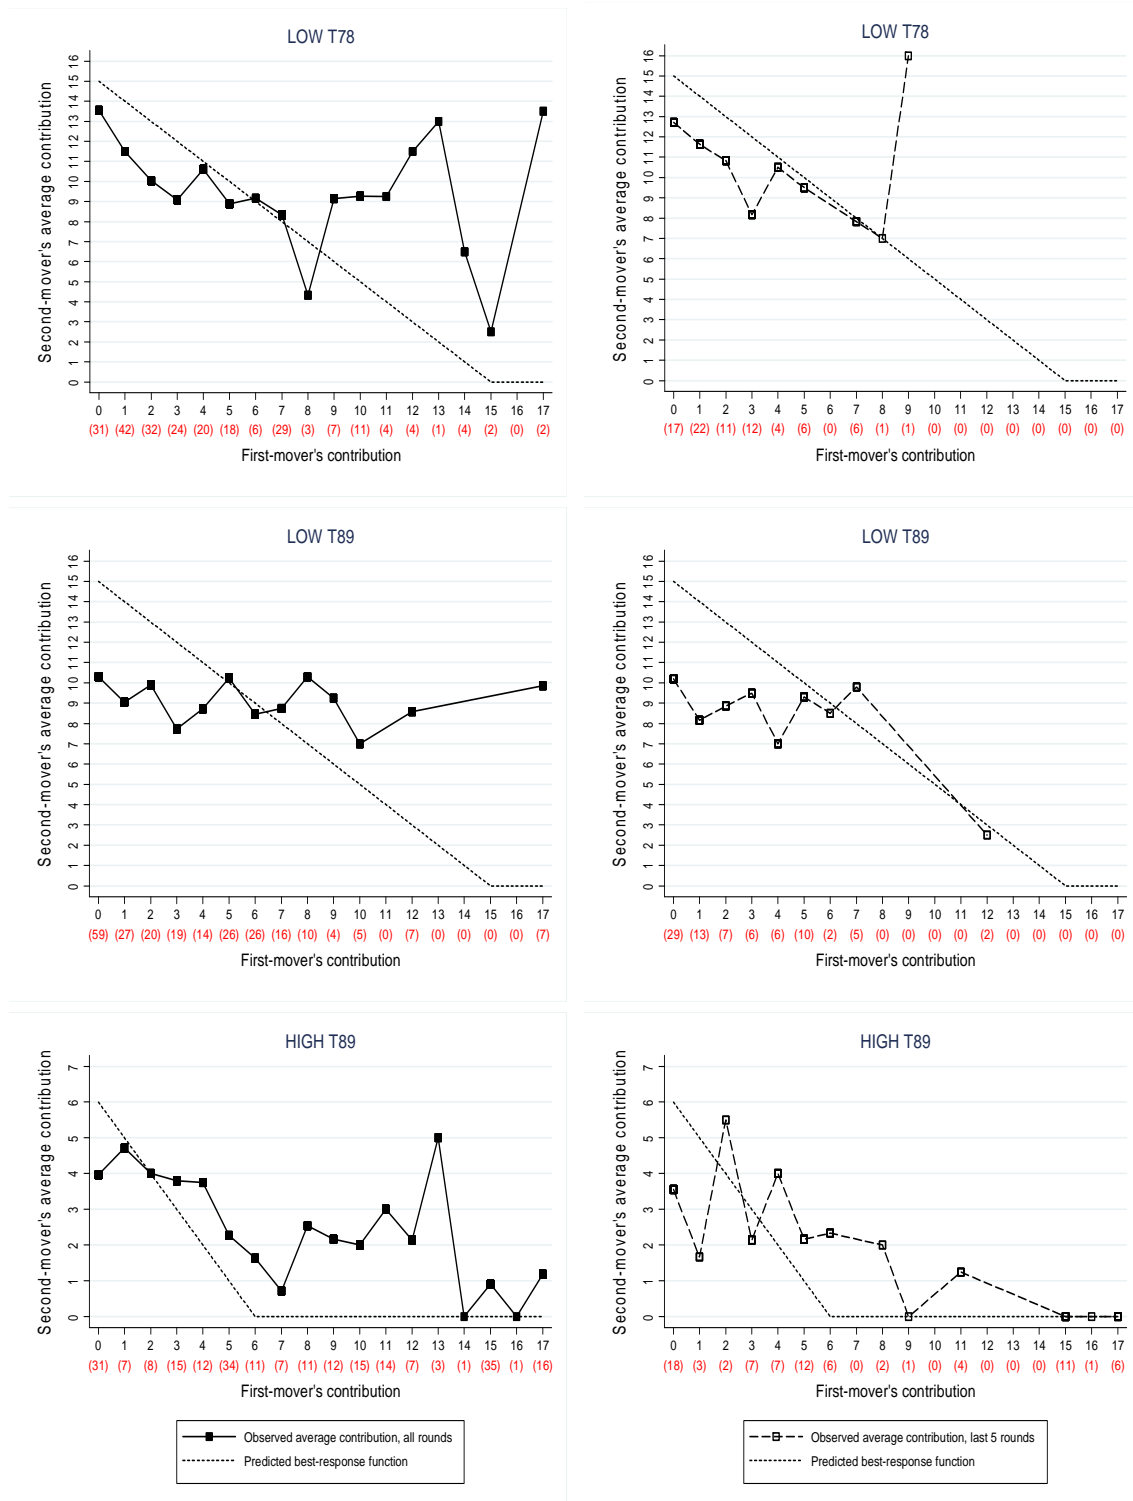 LOW T78
Second-mover's average contribution
0 1 2 3 4 5 6 7 8 9 10 11 12 13 14 15 16
0 1 2 3 4 5 6 7 8 9 10 11 12 13 14 15 16 17
(31) (42) (32) (24) (20) (18) (6) (29) (3) (7) (11) (4) (4) (1) (4) (2) (0) (2)
First-mover's contribution
LOW T78
Second-mover's average contribution
0 1 2 3 4 5 6 7 8 9 10 11 12 13 14 15 16
0 1 2 3 4 5 6 7 8 9 10 11 12 13 14 15 16 17
(17) (22) (11) (12) (4) (6) (0) (6) (1) (1) (0) (0) (0) (0) (0) (0) (0) (0)
First-mover's contribution
LOW T89
Second-mover's average contribution
0 1 2 3 4 5 6 7 8 9 10 11 12 13 14 15 16
0 1 2 3 4 5 6 7 8 9 10 11 12 13 14 15 16 17
(59) (27) (20) (19) (14) (26) (26) (16) (10) (4) (5) (0) (7) (0) (0) (0) (0) (7)
First-mover's contribution
LOW T89
Second-mover's average contribution
0 1 2 3 4 5 6 7 8 9 10 11 12 13 14 15 16
0 1 2 3 4 5 6 7 8 9 10 11 12 13 14 15 16 17
(29) (13) (7) (6) (6) (10) (2) (5) (0) (0) (0) (0) (2) (0) (0) (0) (0) (0)
First-mover's contribution
HIGH T89
Second-mover's average contribution
0 1 2 3 4 5 6 7
0 1 2 3 4 5 6 7 8 9 10 11 12 13 14 15 16 17
(31) (7) (8) (15) (12) (34) (11) (7) (11) (12) (15) (14) (7) (3) (1) (35) (1) (16)
First-mover's contribution
Observed average contribution, all rounds
Predicted best-response function
HIGH T89
Second-mover's average contribution
0 1 2 3 4 5 6 7
0 1 2 3 4 5 6 7 8 9 10 11 12 13 14 15 16 17
(18) (3) (2) (7) (7) (12) (6) (0) (2) (1) (0) (4) (0) (0) (0) (11) (1) (6)
First-mover's contribution
Observed average contribution, last 5 rounds
Predicted best-response function